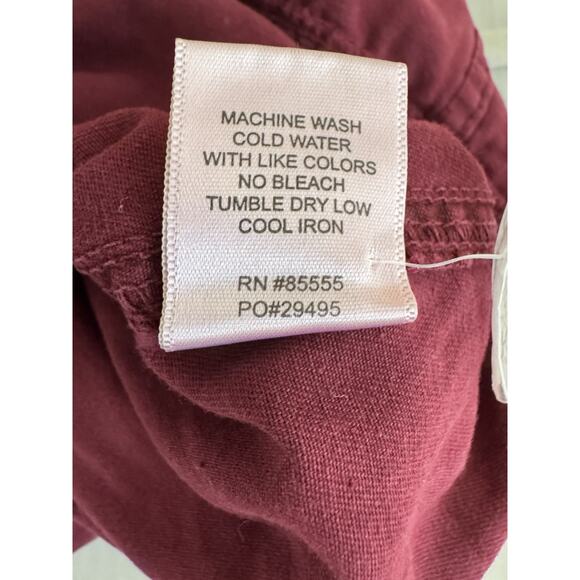 MACHINE WASH
COLD WATER
WITH LIKE COLORS
NO BLEACH
TUMBLE DRY LOW
COOL IRON
RN #85555
PO#29495